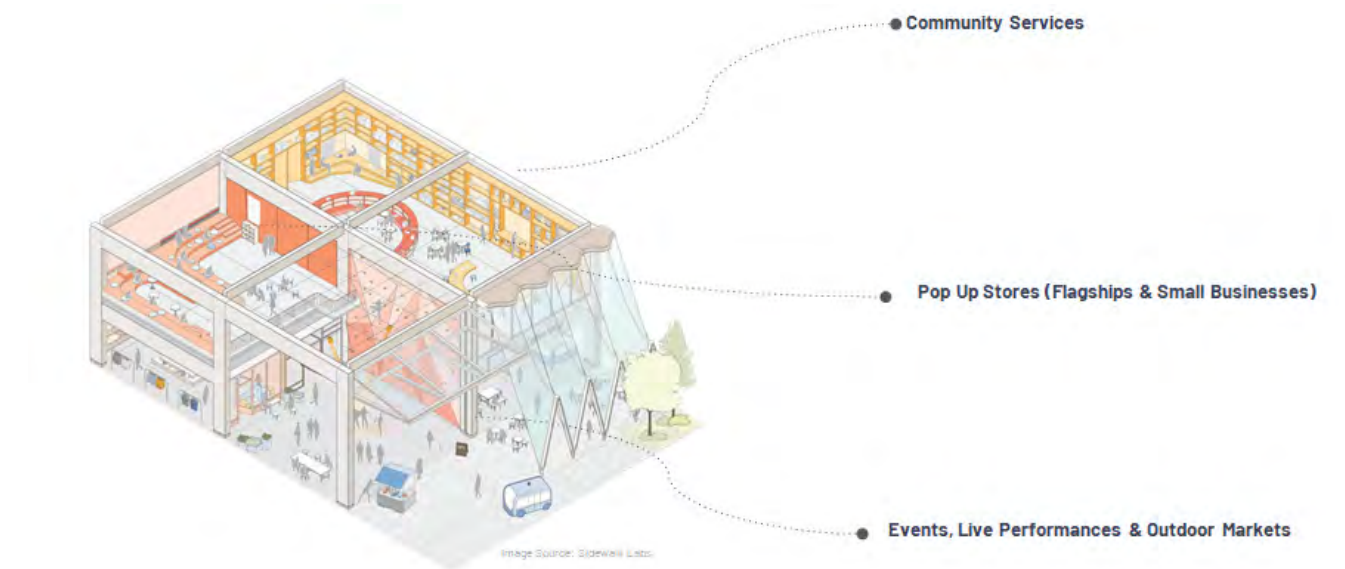 Community Services
Pop Up Stores (Flagships & Small Businesses)
Events, Live Performances & Outdoor Markets
Image Source: Sidewalk Labs.